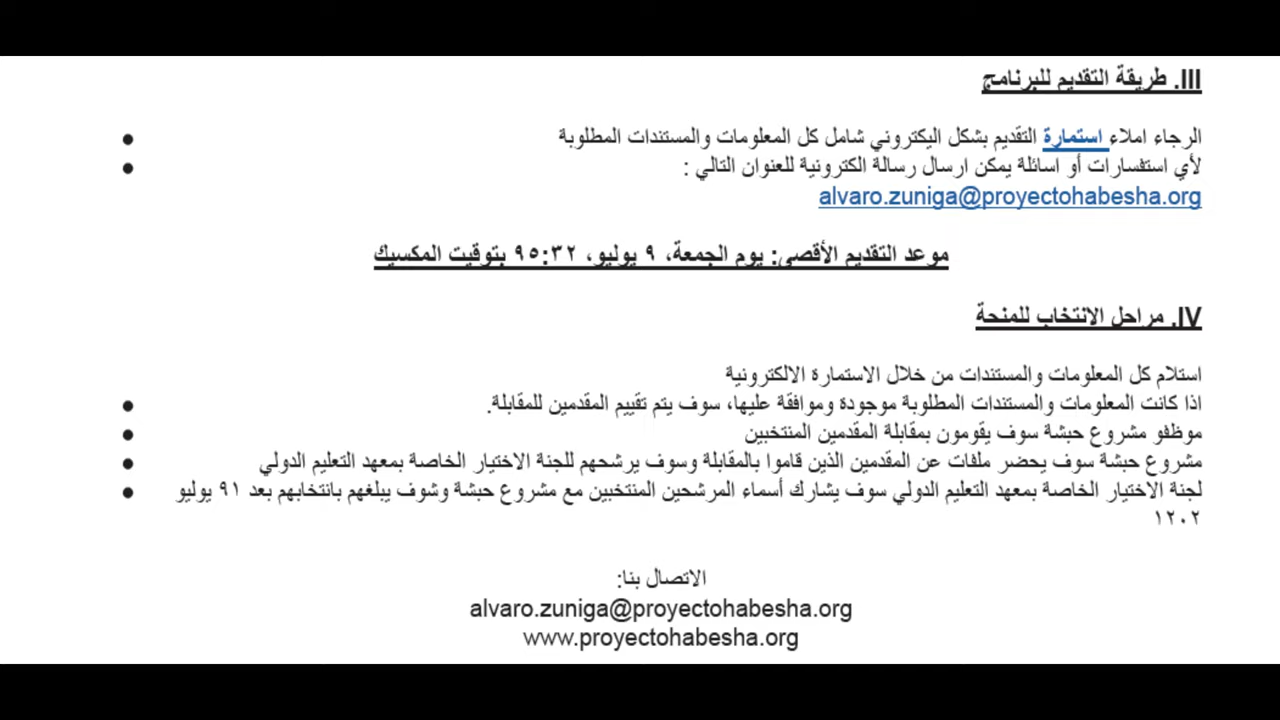 III. طريقة التقديم للبرنامج
● الرجاء املاء استمارة التقديم بشكل اليكتروني شامل كل المعلومات والمستندات المطلوبة
● لأي استفسارات أو اسائلة يمكن ارسال رسالة الكترونية للعنوان التالي :
alvaro.zuniga@proyectohabesha.org
موعد التقديم الأقصى: يوم الجمعة، ٩ يوليو، ٩٥:٣٢ بتوقيت المكسيك
IV. مراحل الانتخاب للمنحة
استلام كل المعلومات والمستندات من خلال الاستمارة الالكترونية
● اذا كانت المعلومات والمستندات المطلوبة موجودة وموافقة عليها، سوف يتم تقييم المقدمين للمقابلة.
● موظفو مشروع حبشة سوف يقومون بمقابلة المقدمين المنتخبين
● مشروع حبشة سوف يحضر ملفات عن المقدمين الذين قاموا بالمقابلة وسوف يرشحهم للجنة الاختيار الخاصة بمعهد التعليم الدولي
● لجنة الاختيار الخاصة بمعهد التعليم الدولي سوف يشارك أسماء المرشحين المنتخبين مع مشروع حبشة وشوف يبلغهم بانتخابهم بعد ٩١ يوليو
١٢٠٢
الاتصال بنا:
alvaro.zuniga@proyectohabesha.org
www.proyectohabesha.org